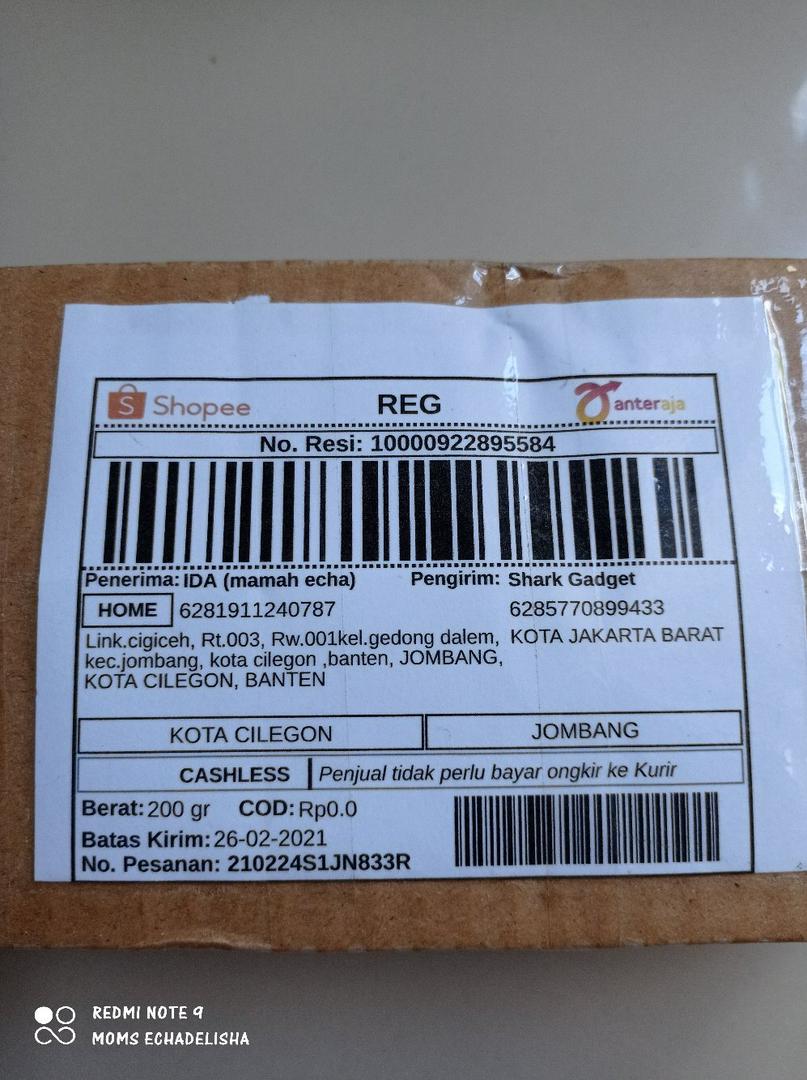 Shopee REG anteraja
No. Resi: 10000922895584
Penerima: IDA (mamah echa) Pengirim: Shark Gadget
HOME 6281911240787 6285770899433
Link.cigiceh, Rt.003, Rw.001kel.gedong dalem, KOTA JAKARTA BARAT
kec.jombang, kota cilegon ,banten, JOMBANG,
KOTA CILEGON, BANTEN
KOTA CILEGON JOMBANG
CASHLESS Penjual tidak perlu bayar ongkir ke Kurir
Berat: 200 gr COD: Rp0.0
Batas Kirim: 26-02-2021
No. Pesanan: 210224S1JN833R
REDMI NOTE 9
MOMS ECHADELISHA